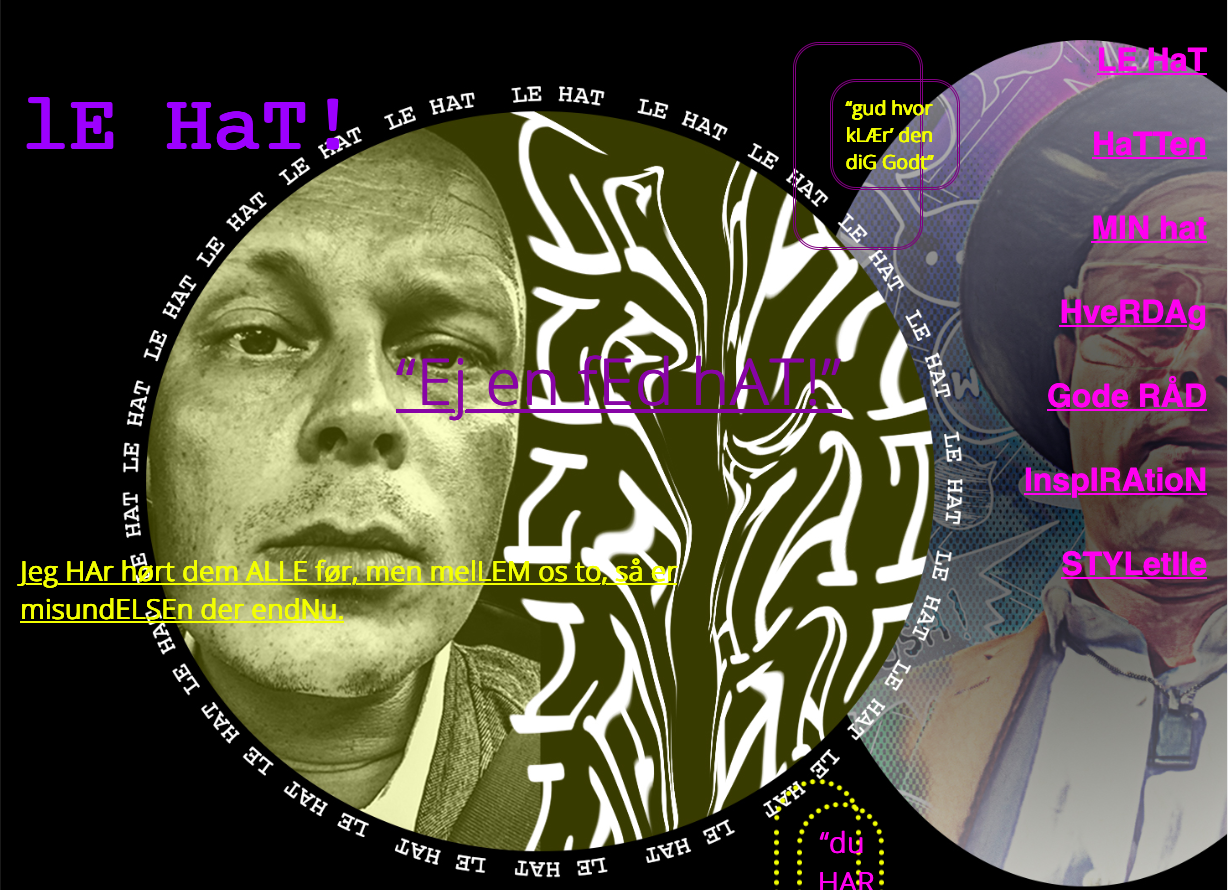 lE HaT!
LE HAT LE HAT LE HAT LE HAT LE HAT LE HAT LE HAT LE HAT LE HAT LE HAT LE HAT LE HAT LE HAT LE HAT LE HAT LE HAT LE HAT LE HAT LE HAT LE HAT LE HAT LE HAT LE HAT LE HAT
“gud hvor
kLÆr’ den
diG Godt”
LE HaT
HaTTen
MIN hat
HveRDAg
Gode RÅD
InspIRAtioN
STYLetIle
“Ej en fEd hAT!”
Jeg HAr hørt dem ALLE før, men melLEM os to, så er
misundELSEn der endNu.
“du
HAR